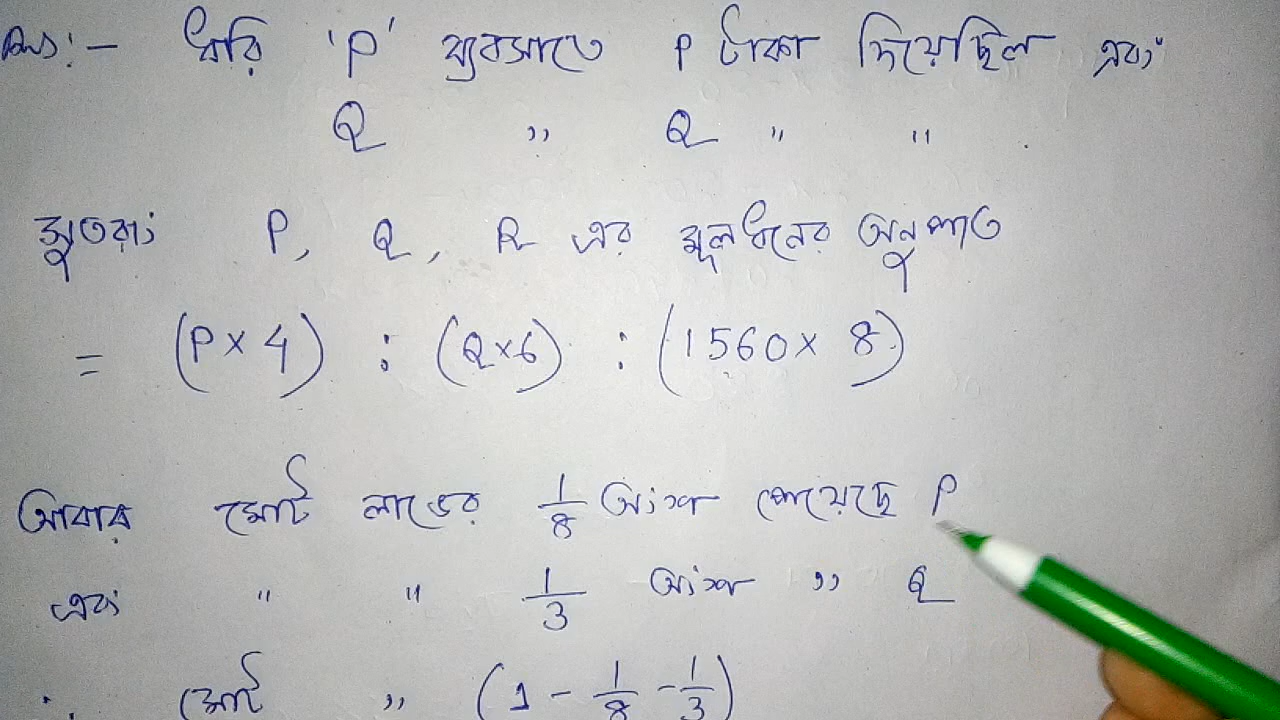 Ans:- ধরি 'P' ব্যবসাতে P টাকা দিয়েছিল এবং
Q ,, Q " "
সুতরাং P, Q, R এর মূলধনের অনুপাত
= (P × 4) : (Q×6) : (1560 × 8)
আবার মোট লাভের 1/8 অংশ পেয়েছে P
এবং " " 1/3 অংশ ,, Q
∴ মোট ,, (1 - 1/8 - 1/3)